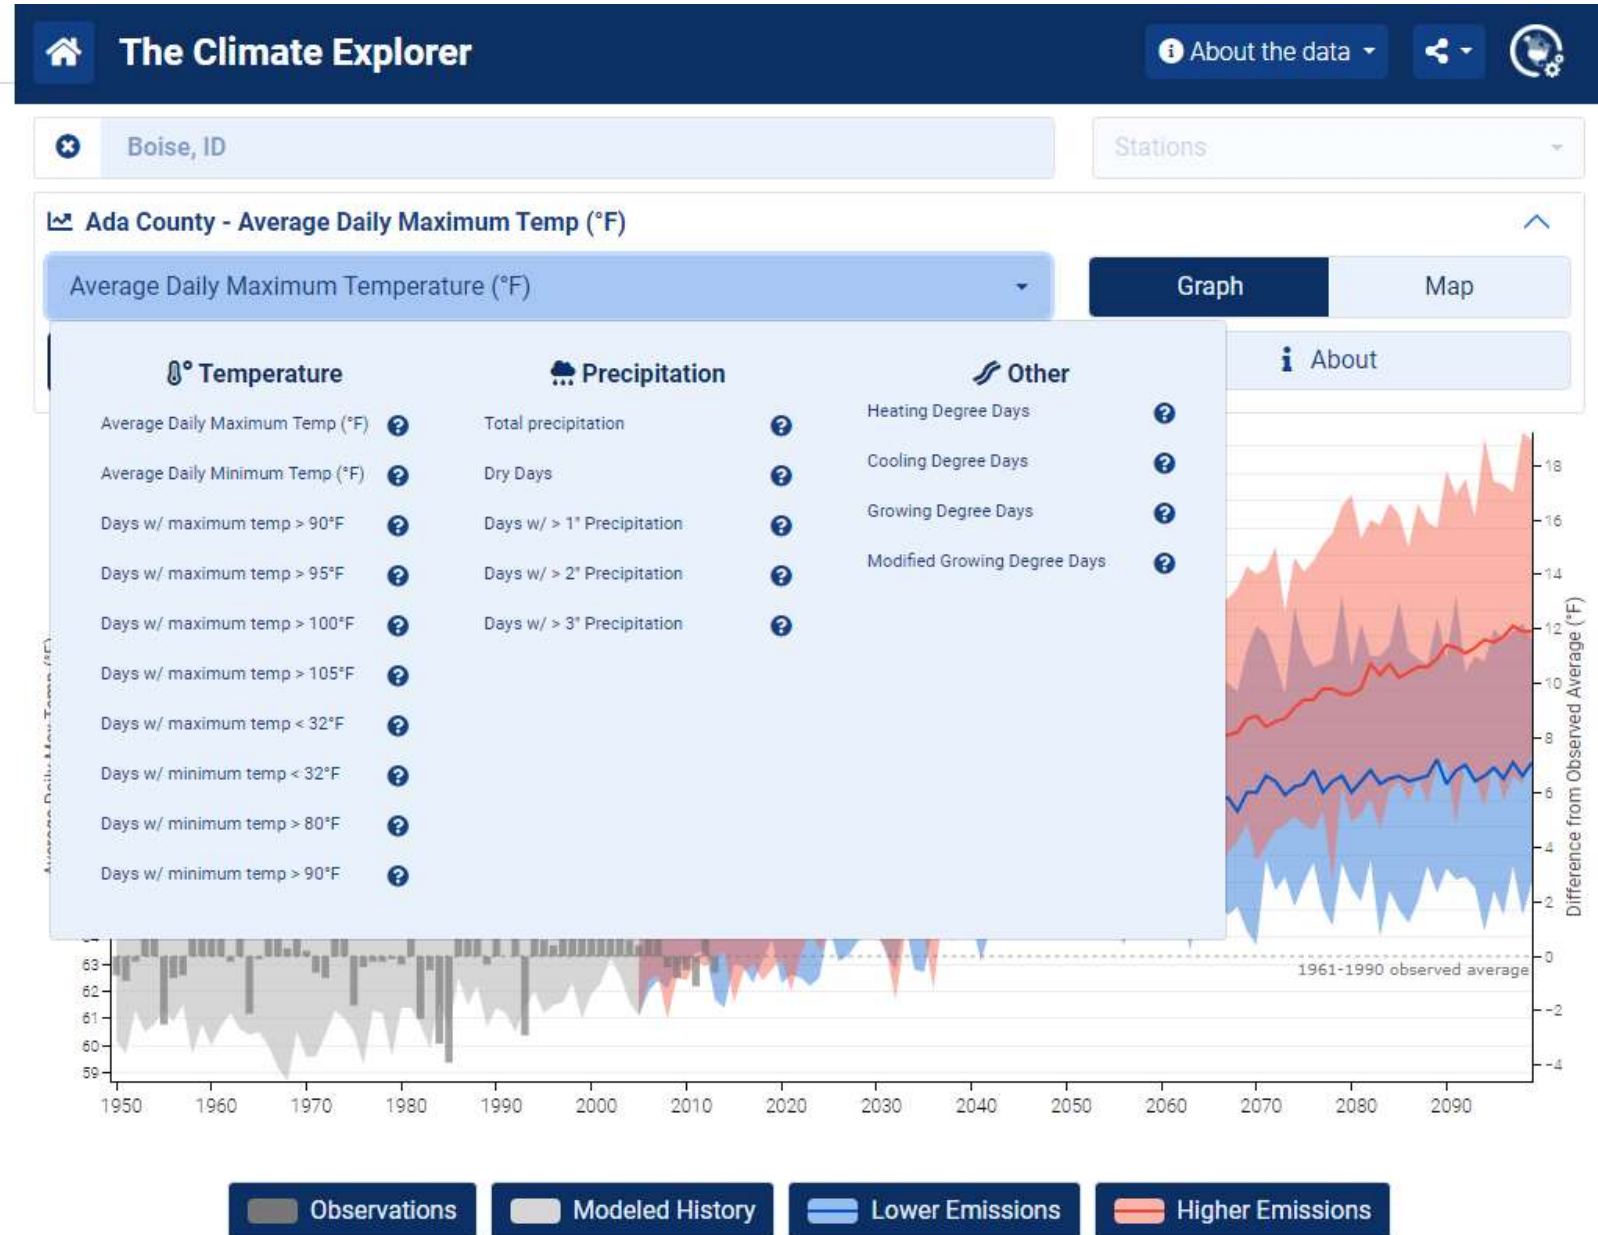 The Climate Explorer
About the data
Boise, ID
Stations
Ada County - Average Daily Maximum Temp (°F)
Average Daily Maximum Temperature (°F)
Graph
Map
About
Temperature
Average Daily Maximum Temp (°F)
Average Daily Minimum Temp (°F)
Days w/ maximum temp > 90°F
Days w/ maximum temp > 95°F
Days w/ maximum temp > 100°F
Days w/ maximum temp > 105°F
Days w/ maximum temp < 32°F
Days w/ minimum temp < 32°F
Days w/ minimum temp > 80°F
Days w/ minimum temp > 90°F
Precipitation
Total precipitation
Dry Days
Days w/ > 1" Precipitation
Days w/ > 2" Precipitation
Days w/ > 3" Precipitation
Other
Heating Degree Days
Cooling Degree Days
Growing Degree Days
Modified Growing Degree Days
18
16
14
12
10
8
6
4
2
0
-2
-4
Difference from Observed Average (°F)
1961-1990 observed average
63
62
61
60
59
1950 1960 1970 1980 1990 2000 2010 2020 2030 2040 2050 2060 2070 2080 2090
Observations
Modeled History
Lower Emissions
Higher Emissions